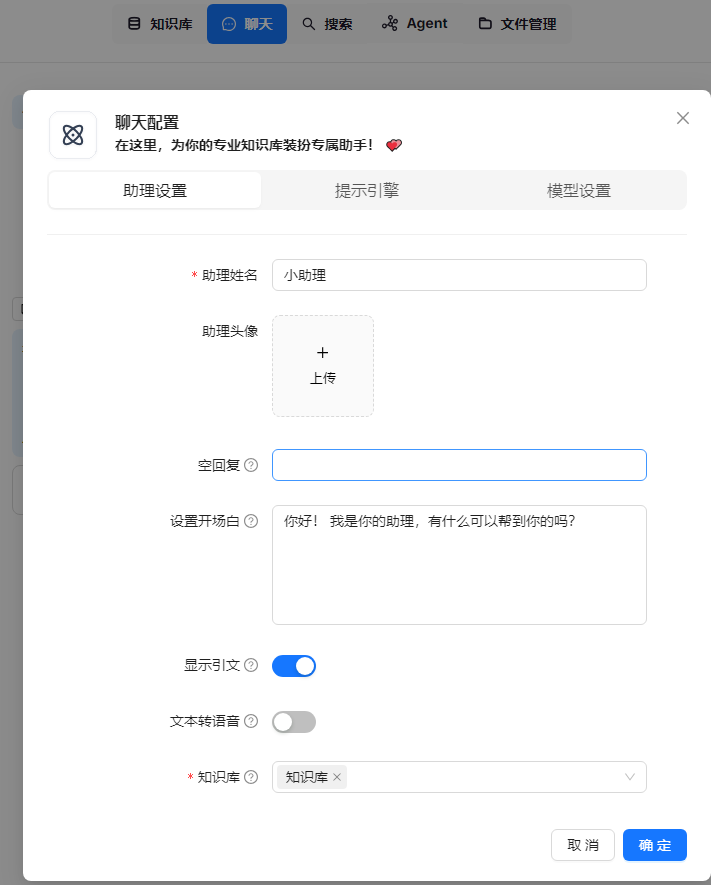 知识库 聊天 搜索 Agent 文件管理
聊天配置
在这里，为你的专业知识库装扮专属助手！
助理设置 提示引擎 模型设置
* 助理姓名 小助理
助理头像
+
上传
空回复
设置开场白 你好！ 我是你的助理，有什么可以帮到你的吗？
显示引文
文本转语音
* 知识库 知识库 ×
取 消 确 定